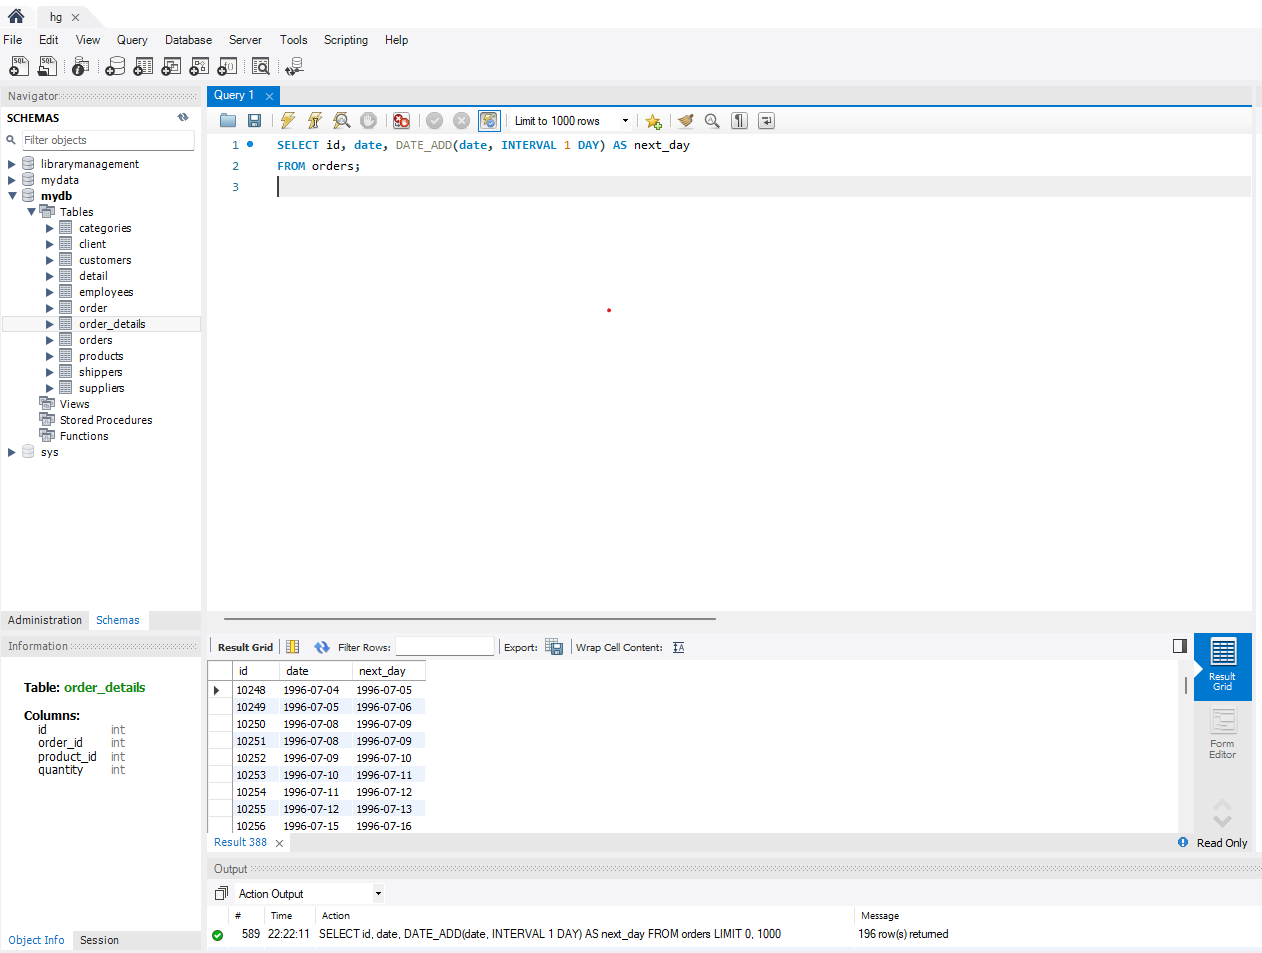 hg
File Edit View Query Database Server Tools Scripting Help
Navigator
SCHEMAS
Filter objects
librarymanagement
mydata
mydb
Tables
categories
client
customers
detail
employees
order
order_details
orders
products
shippers
suppliers
Views
Stored Procedures
Functions
sys
Administration Schemas
Information
Table: order_details
Columns:
id int
order_id int
product_id int
quantity int
Object Info Session
Query 1
Limit to 1000 rows
1 SELECT id, date, DATE_ADD(date, INTERVAL 1 DAY) AS next_day
2 FROM orders;
3
Result Grid Filter Rows: Export: Wrap Cell Content:
id date next_day
10248 1996-07-04 1996-07-05
10249 1996-07-05 1996-07-06
10250 1996-07-08 1996-07-09
10251 1996-07-08 1996-07-09
10252 1996-07-09 1996-07-10
10253 1996-07-10 1996-07-11
10254 1996-07-11 1996-07-12
10255 1996-07-12 1996-07-13
10256 1996-07-15 1996-07-16
Result Grid
Form Editor
Result 388
Read Only
Output
Action Output
# Time Action Message
589 22:22:11 SELECT id, date, DATE_ADD(date, INTERVAL 1 DAY) AS next_day FROM orders LIMIT 0, 1000 196 row(s) returned